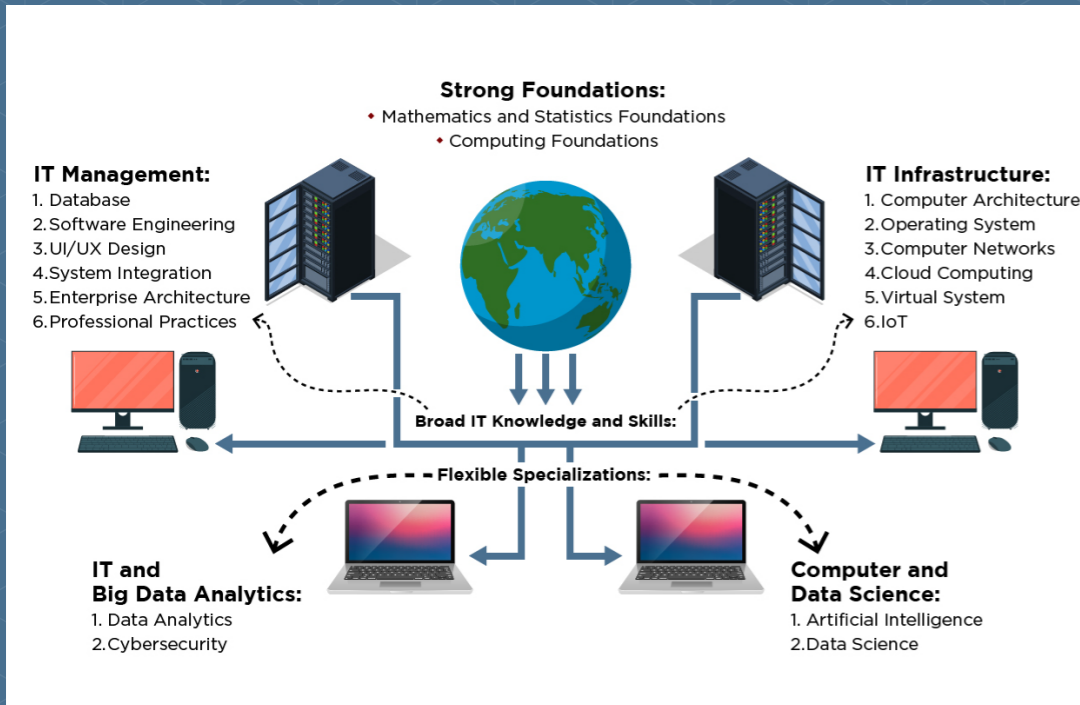 Strong Foundations:
• Mathematics and Statistics Foundations
• Computing Foundations
IT Management:
1. Database
2.Software Engineering
3.UI/UX Design
4.System Integration
5.Enterprise Architecture
6.Professional Practices
IT Infrastructure:
1. Computer Architecture
2.Operating System
3.Computer Networks
4.Cloud Computing
5.Virtual System
6.IoT
Broad IT Knowledge and Skills:
Flexible Specializations:
IT and
Big Data Analytics:
1. Data Analytics
2.Cybersecurity
Computer and
Data Science:
1. Artificial Intelligence
2.Data Science